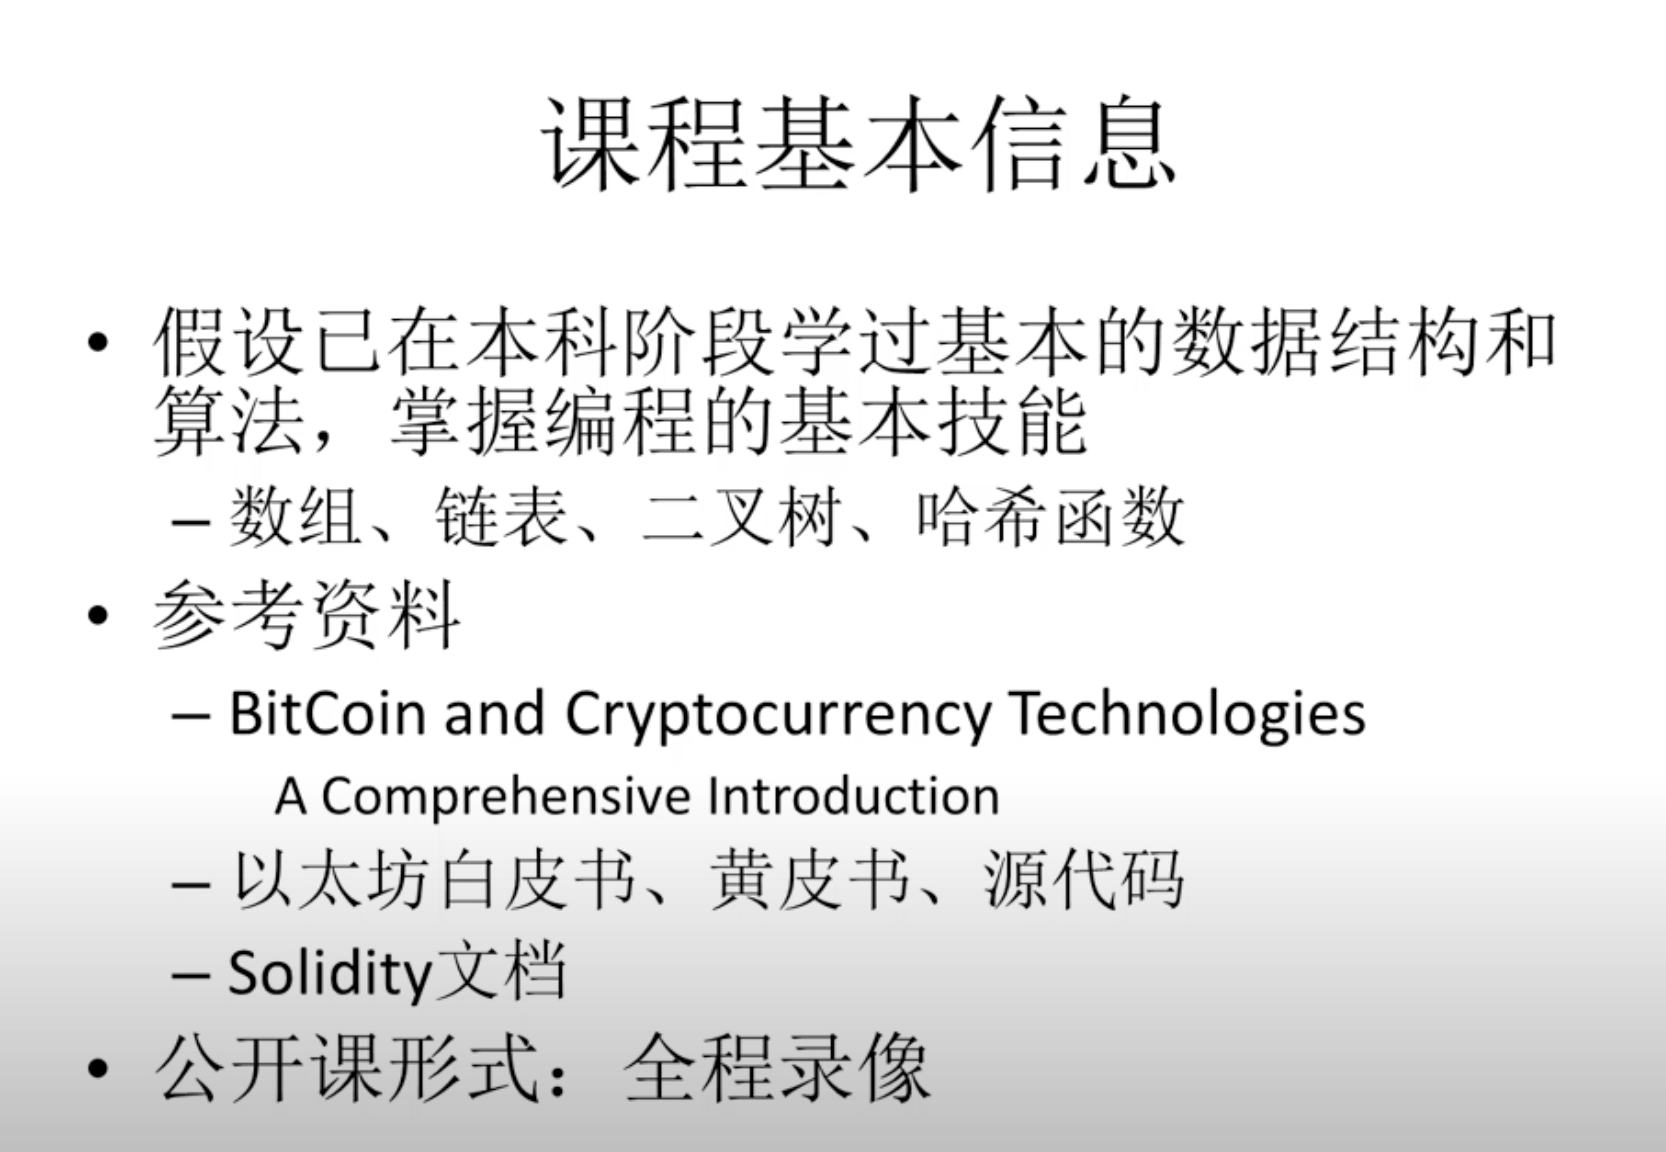 课程基本信息
• 假设已在本科阶段学过基本的数据结构和
算法，掌握编程的基本技能
– 数组、链表、二叉树、哈希函数
• 参考资料
– BitCoin and Cryptocurrency Technologies
A Comprehensive Introduction
– 以太坊白皮书、黄皮书、源代码
– Solidity文档
• 公开课形式：全程录像